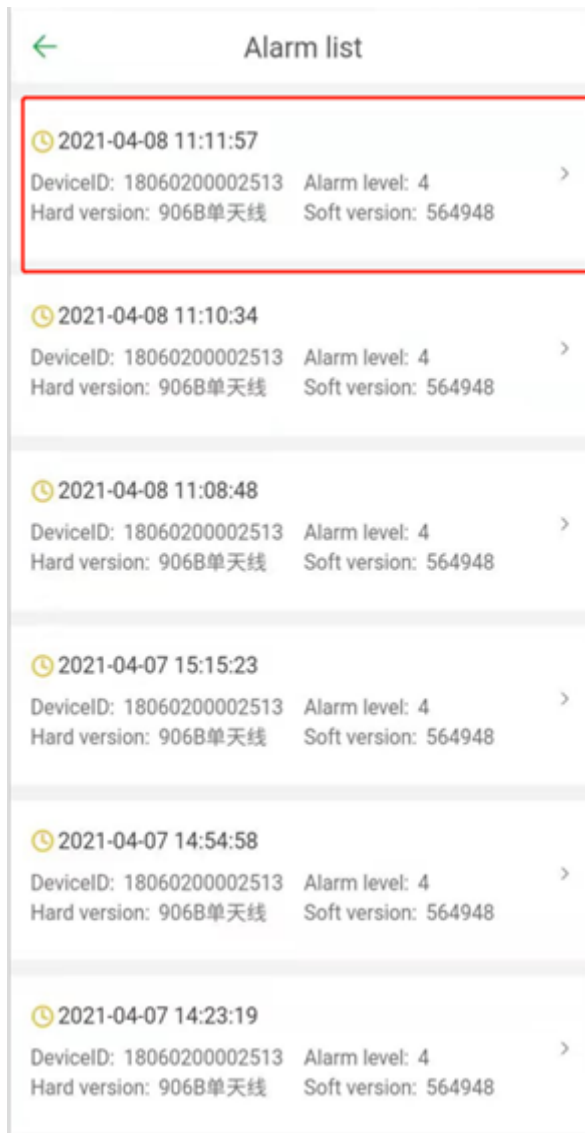 Alarm list
2021-04-08 11:11:57
DeviceID: 18060200002513 Alarm level: 4
Hard version: 906B单天线 Soft version: 564948
2021-04-08 11:10:34
DeviceID: 18060200002513 Alarm level: 4
Hard version: 906B单天线 Soft version: 564948
2021-04-08 11:08:48
DeviceID: 18060200002513 Alarm level: 4
Hard version: 906B单天线 Soft version: 564948
2021-04-07 15:15:23
DeviceID: 18060200002513 Alarm level: 4
Hard version: 906B单天线 Soft version: 564948
2021-04-07 14:54:58
DeviceID: 18060200002513 Alarm level: 4
Hard version: 906B单天线 Soft version: 564948
2021-04-07 14:23:19
DeviceID: 18060200002513 Alarm level: 4
Hard version: 906B单天线 Soft version: 564948